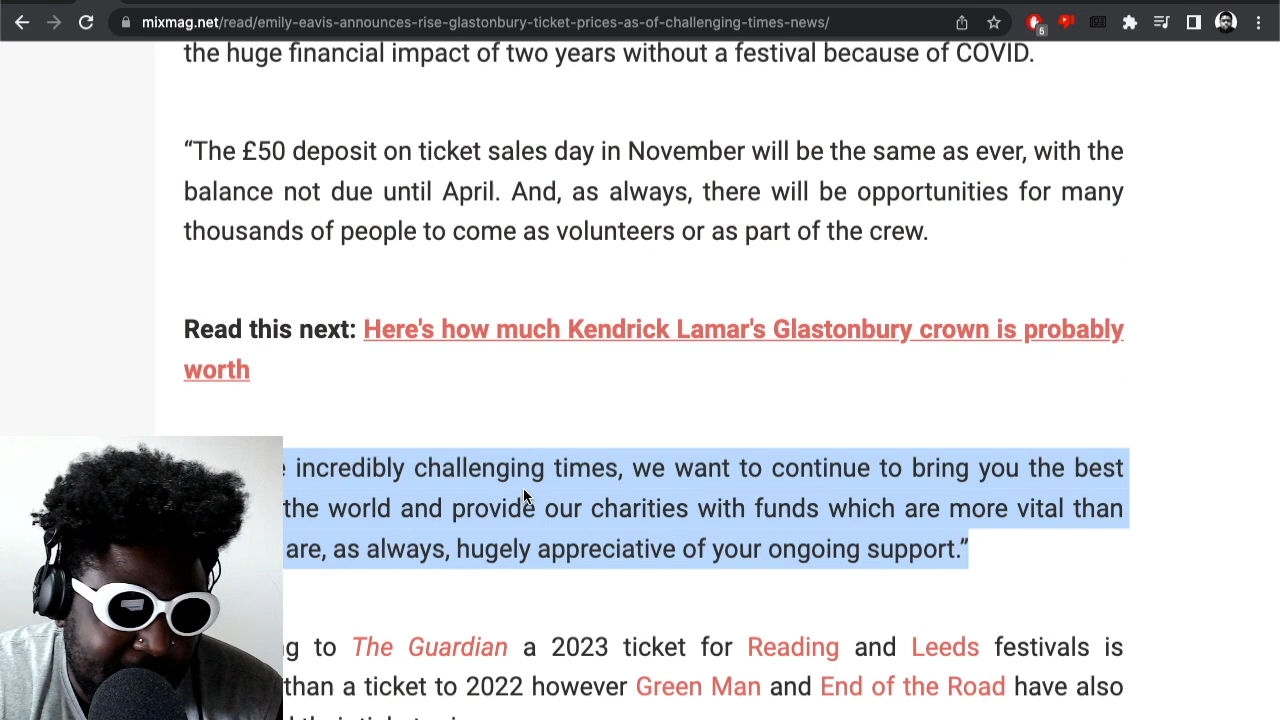 mixmag.net/read/emily-eavis-announces-rise-glastonbury-ticket-prices-as-of-challenging-times-news/
5
the huge financial impact of two years without a festival because of COVID.
“The £50 deposit on ticket sales day in November will be the same as ever, with the
balance not due until April. And, as always, there will be opportunities for many
thousands of people to come as volunteers or as part of the crew.
Read this next: Here's how much Kendrick Lamar's Glastonbury crown is probably
worth
incredibly challenging times, we want to continue to bring you the best
the world and provide our charities with funds which are more vital than
are, as always, hugely appreciative of your ongoing support.”
to The Guardian a 2023 ticket for Reading and Leeds festivals is
than a ticket to 2022 however Green Man and End of the Road have also